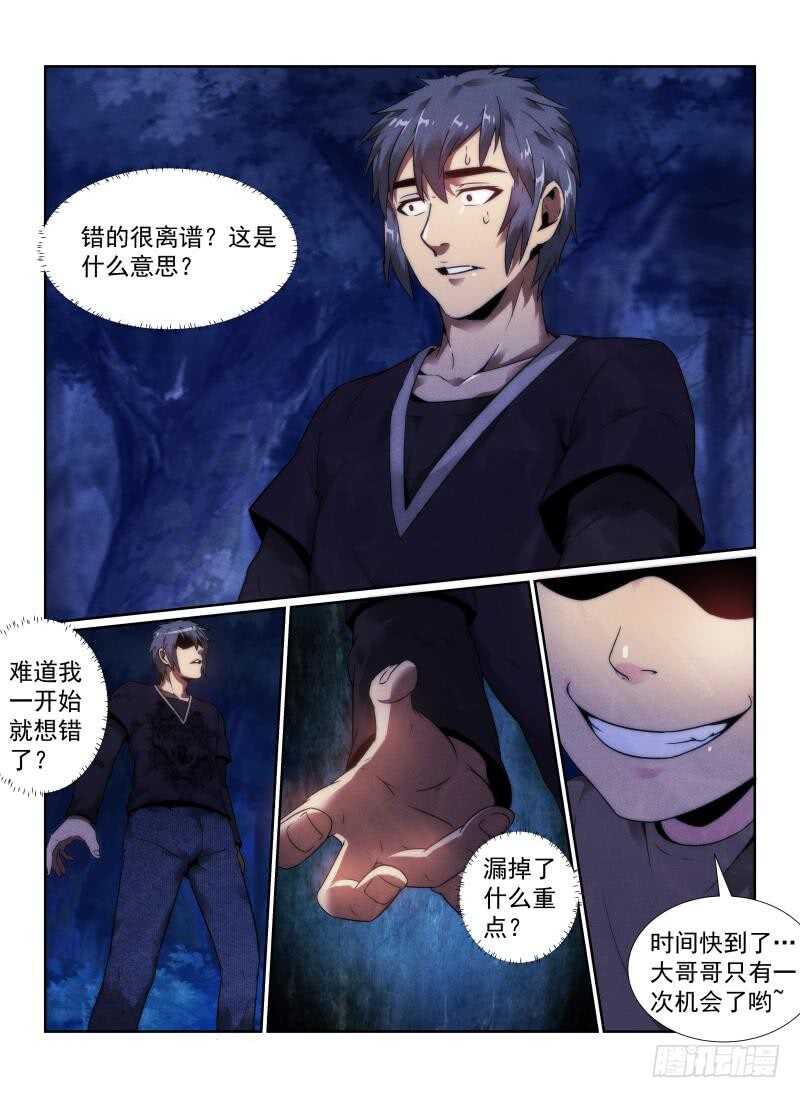 错的很离谱？这是
什么意思？
难道我
一开始
就想错
了？
漏掉了
什么重
点？
时间快到了…
大哥哥只有一
次机会了哟~
腾讯动漫